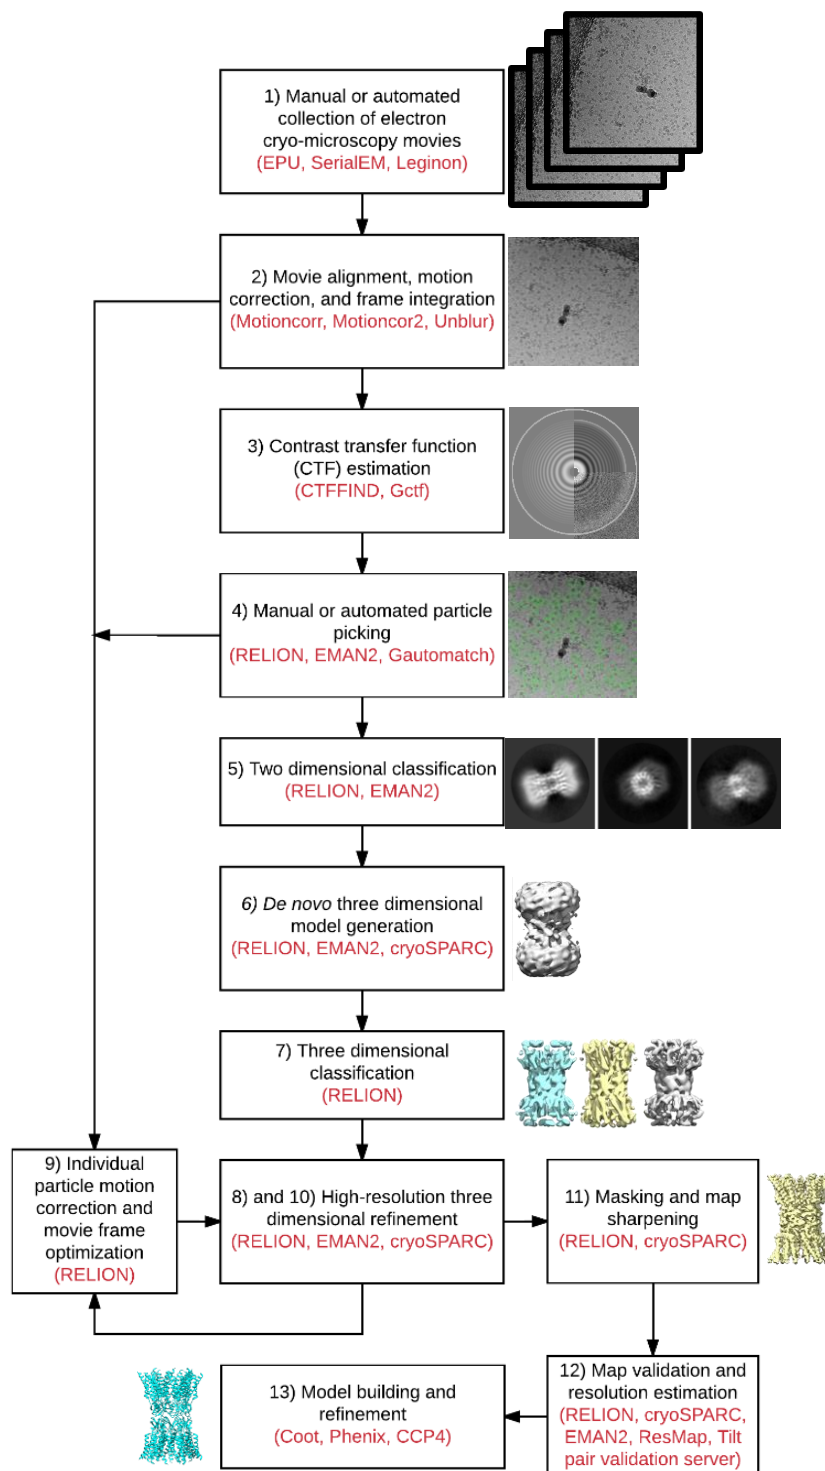 1) Manual or automated
collection of electron
cryo-microscopy movies
(EPU, SerialEM, Leginon)
2) Movie alignment, motion
correction, and frame integration
(Motioncorr, Motioncor2, Unblur)
3) Contrast transfer function
(CTF) estimation
(CTFFIND, Gctf)
4) Manual or automated particle
picking
(RELION, EMAN2, Gautomatch)
5) Two dimensional classification
(RELION, EMAN2)
6) De novo three dimensional
model generation
(RELION, EMAN2, cryoSPARC)
7) Three dimensional
classification
(RELION)
9) Individual
particle motion
correction and
movie frame
optimization
(RELION)
8) and 10) High-resolution three
dimensional refinement
(RELION, EMAN2, cryoSPARC)
11) Masking and map
sharpening
(RELION, cryoSPARC)
12) Map validation and
resolution estimation
(RELION, cryoSPARC,
EMAN2, ResMap, Tilt
pair validation server)
13) Model building and
refinement
(Coot, Phenix, CCP4)